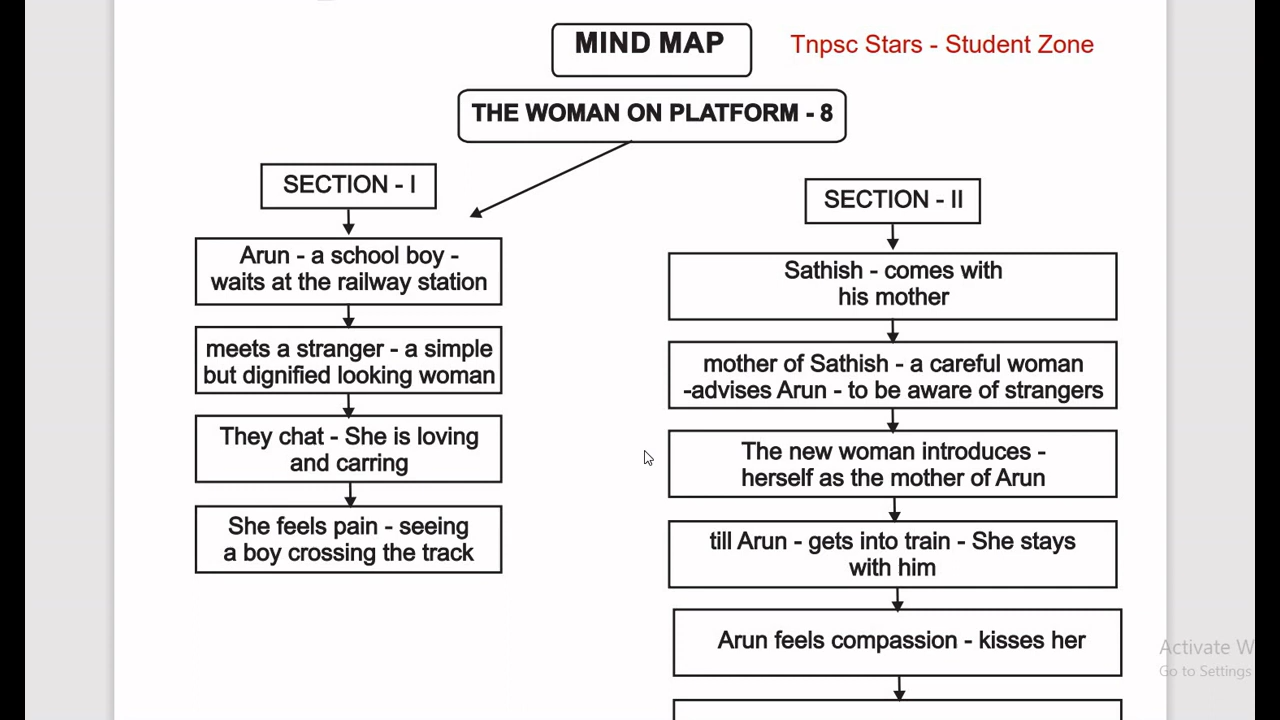 MIND MAP
Tnpsc Stars - Student Zone
THE WOMAN ON PLATFORM - 8
SECTION - I
Arun - a school boy -
waits at the railway station
meets a stranger - a simple
but dignified looking woman
They chat - She is loving
and carring
She feels pain - seeing
a boy crossing the track
SECTION - II
Sathish - comes with
his mother
mother of Sathish - a careful woman
-advises Arun - to be aware of strangers
The new woman introduces -
herself as the mother of Arun
till Arun - gets into train - She stays
with him
Arun feels compassion - kisses her
Activate W
Go to Settings